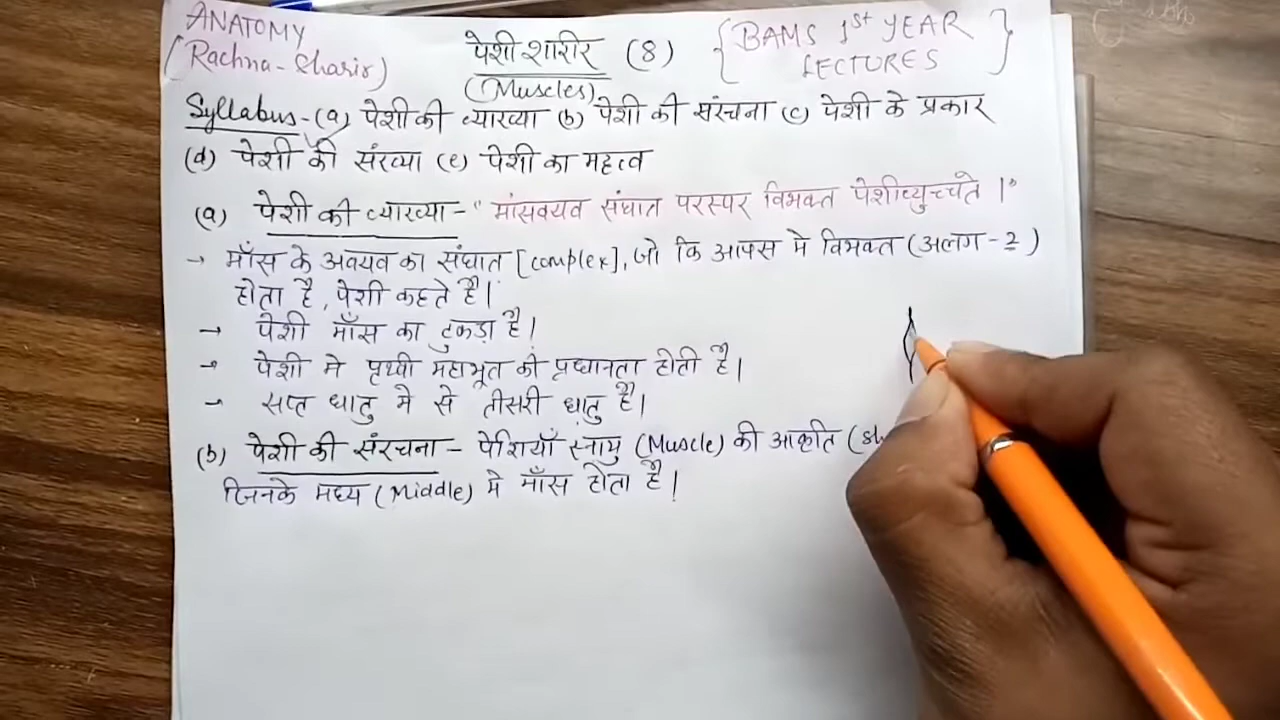 ANATOMY
(Rachna-Sharir)
पेशी शारीर (8)
(Muscles)
{BAMS 1st YEAR
LECTURES}
Syllabus - (a) पेशी की व्याख्या (b) पेशी की संरचना (c) पेशी के प्रकार
(d) पेशी की संख्या (e) पेशी का महत्व
(a) पेशी की व्याख्या - "मांसवयव संघात परस्पर विभक्त पेशीव्युच्चते ।"
→ माँस के अवयव का संघात [complex], जो कि आपस मे विभक्त (अलग-2)
होता है, पेशी कहते है।
→ पेशी माँस का टुकड़ा है।
→ पेशी मे पृथ्वी महाभूत की प्रधानता होती है।
→ सप्त धातु मे से तीसरी धातु है।
(b) पेशी की संरचना - पेशियाँ स्नायु (Muscle) की आकृति
जिनके मध्य (Middle) मे माँस होता है।